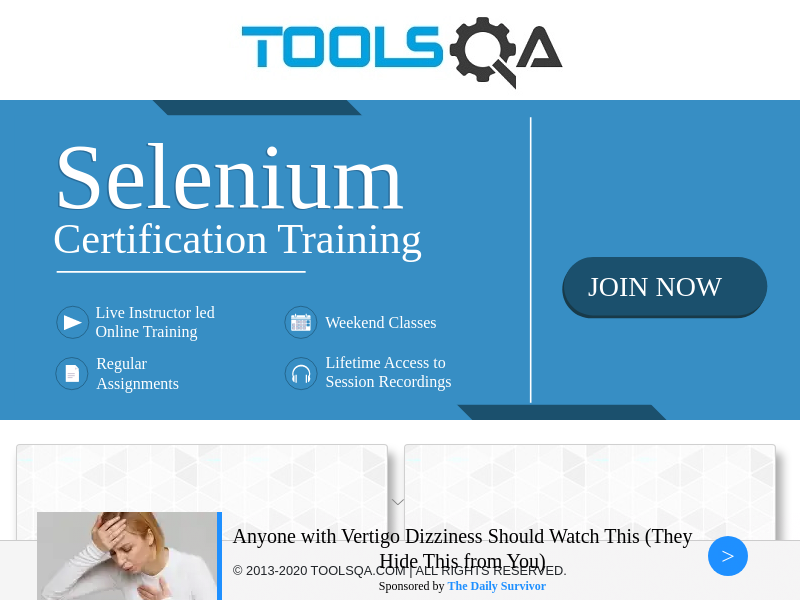 TOOLSQA
Selenium
Certification Training
Live Instructor led
Online Training
Weekend Classes
Regular
Assignments
Lifetime Access to
Session Recordings
JOIN NOW
Anyone with Vertigo Dizziness Should Watch This (They
Hide This from You)
>
© 2013-2020 TOOLSQA.COM | ALL RIGHTS RESERVED.
Sponsored by The Daily Survivor